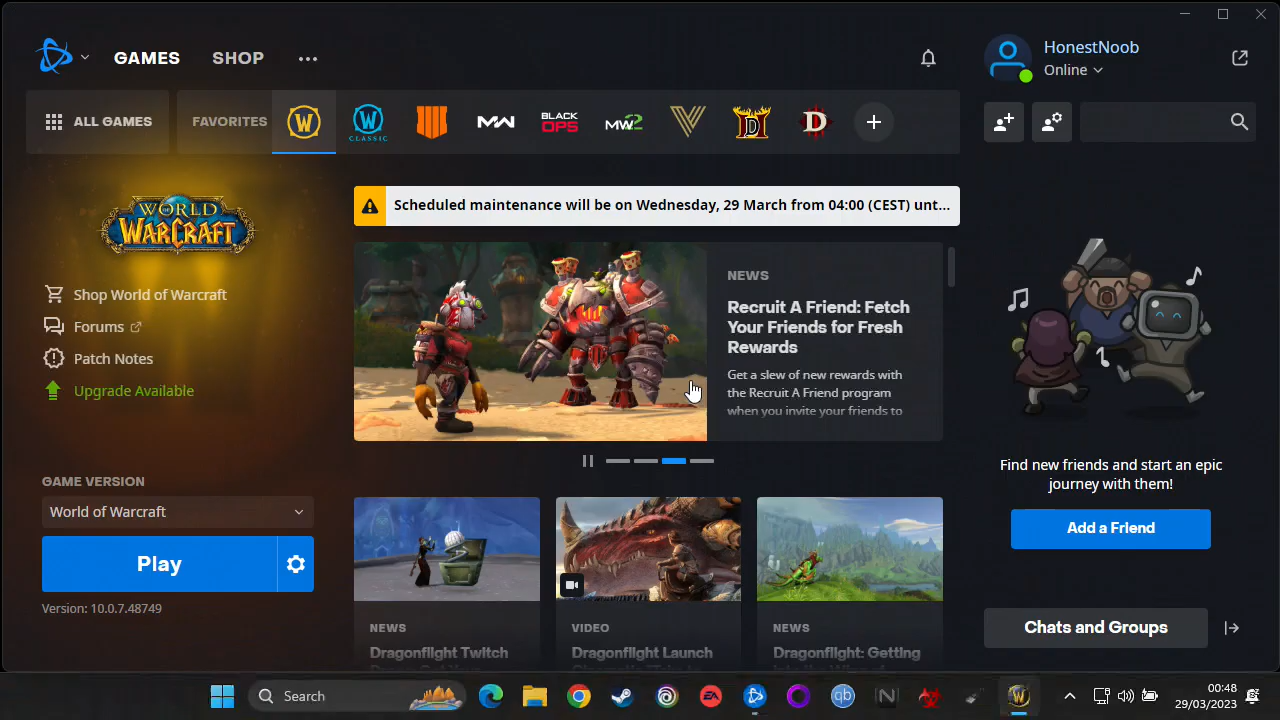 GAMES
SHOP
HonestNoob
Online
ALL GAMES
FAVORITES
CLASSIC
MW
BLACK
OPS
MW2
D
D
WORLD
OF
WARCRAFT
Scheduled maintenance will be on Wednesday, 29 March from 04:00 (CEST) unt...
Shop World of Warcraft
Forums
Patch Notes
Upgrade Available
NEWS
Recruit A Friend: Fetch
Your Friends for Fresh
Rewards
Get a slew of new rewards with
the Recruit A Friend program
when you invite your friends to
Find new friends and start an epic
journey with them!
Add a Friend
GAME VERSION
World of Warcraft
Play
Version: 10.0.7.48749
NEWS
Dragonflight Twitch
VIDEO
Dragonflight Launch
NEWS
Dragonflight: Getting
Chats and Groups
Search
EA
qb
N
00:48
29/03/2023